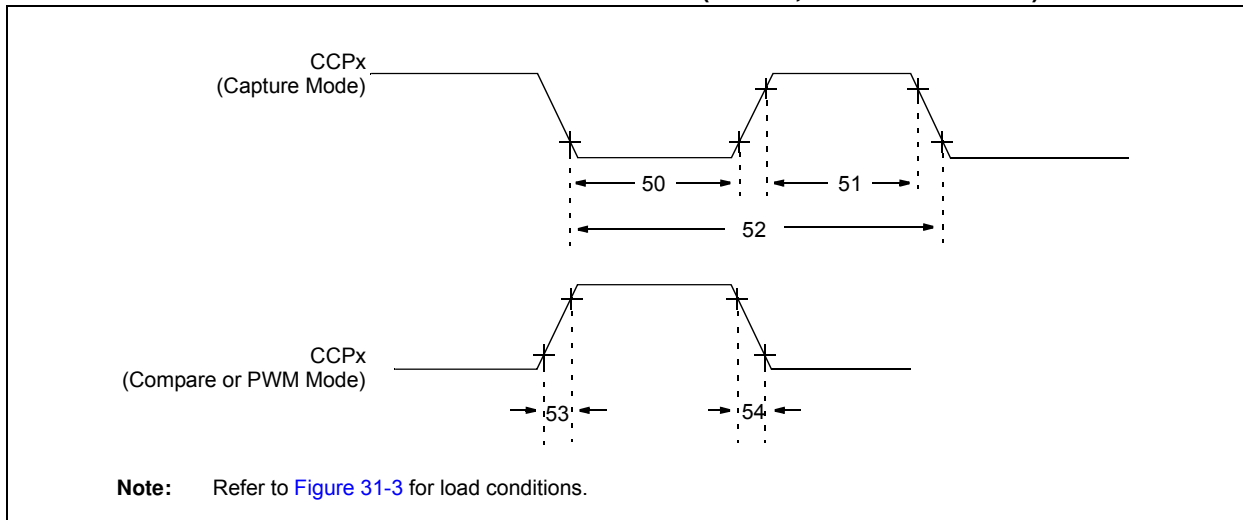 CCPx
(Capture Mode)
50
51
52
CCPx
(Compare or PWM Mode)
53
54
Note: Refer to Figure 31-3 for load conditions.